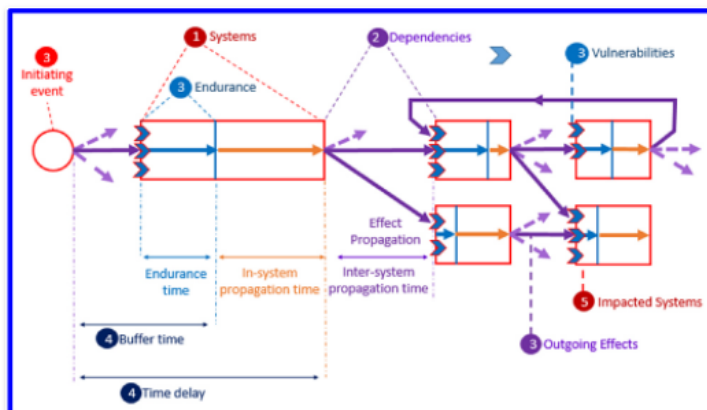 3
Initiating
event
1 Systems
2 Dependencies
3 Vulnerabilities
3 Endurance
Effect
Propagation
Endurance
time
In-system
propagation time
Inter-system
propagation time
5 Impacted Systems
4 Buffer time
3 Outgoing Effects
4 Time delay